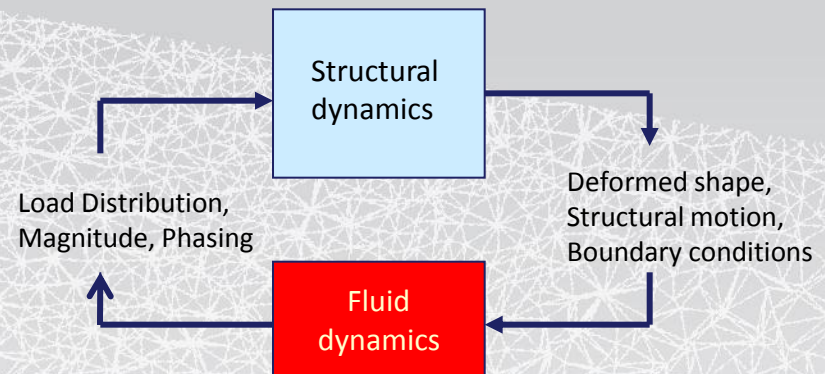 Structural
dynamics
Load Distribution,
Magnitude, Phasing
Deformed shape,
Structural motion,
Boundary conditions
Fluid
dynamics